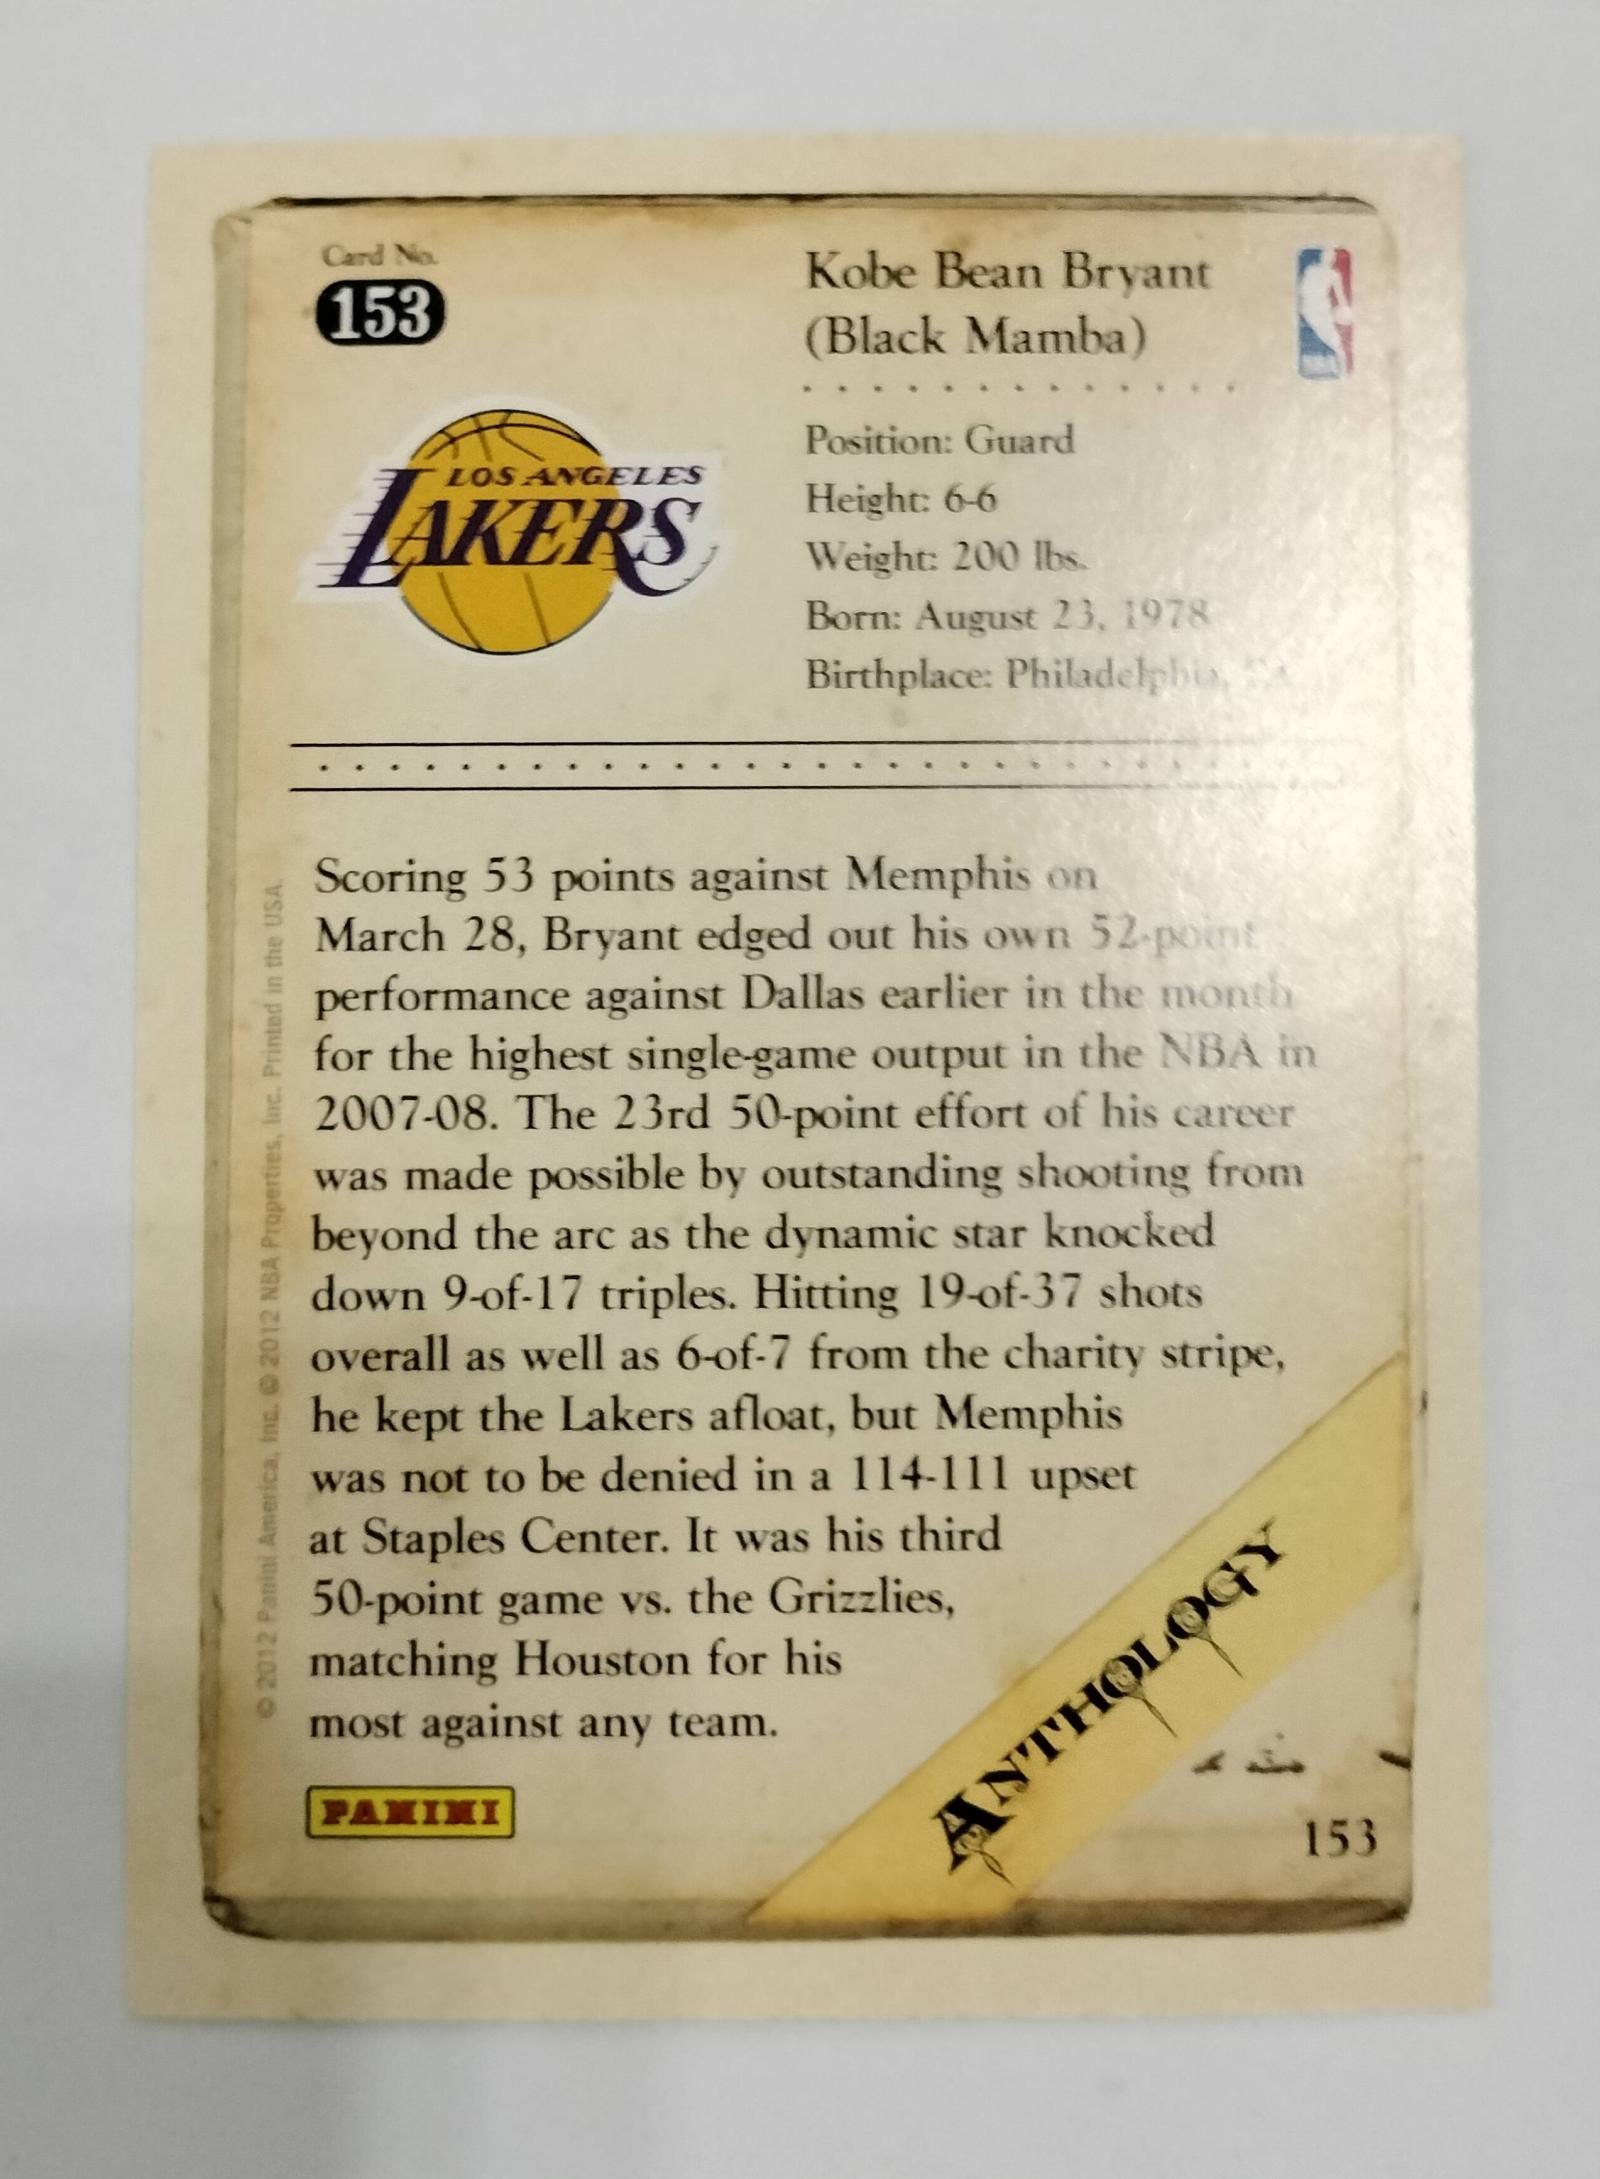 Card No.
153
Kobe Bean Bryant
(Black Mamba)
LOS ANGELES
LAKERS
NBA
Position: Guard
Height: 6-6
Weight: 200 lbs.
Born: August 23, 1978
Birthplace: Philadelphia, PA
Scoring 53 points against Memphis on
March 28, Bryant edged out his own 52-point
performance against Dallas earlier in the month
for the highest single-game output in the NBA in
2007-08. The 23rd 50-point effort of his career
was made possible by outstanding shooting from
beyond the arc as the dynamic star knocked
down 9-of-17 triples. Hitting 19-of-37 shots
overall as well as 6-of-7 from the charity stripe,
he kept the Lakers afloat, but Memphis
was not to be denied in a 114-111 upset
at Staples Center. It was his third
50-point game vs. the Grizzlies,
matching Houston for his
most against any team.
© 2012 Panini America, Inc. © 2012 NBA Properties, Inc. Printed in the USA.
PANINI
ANTHOLOGY
153